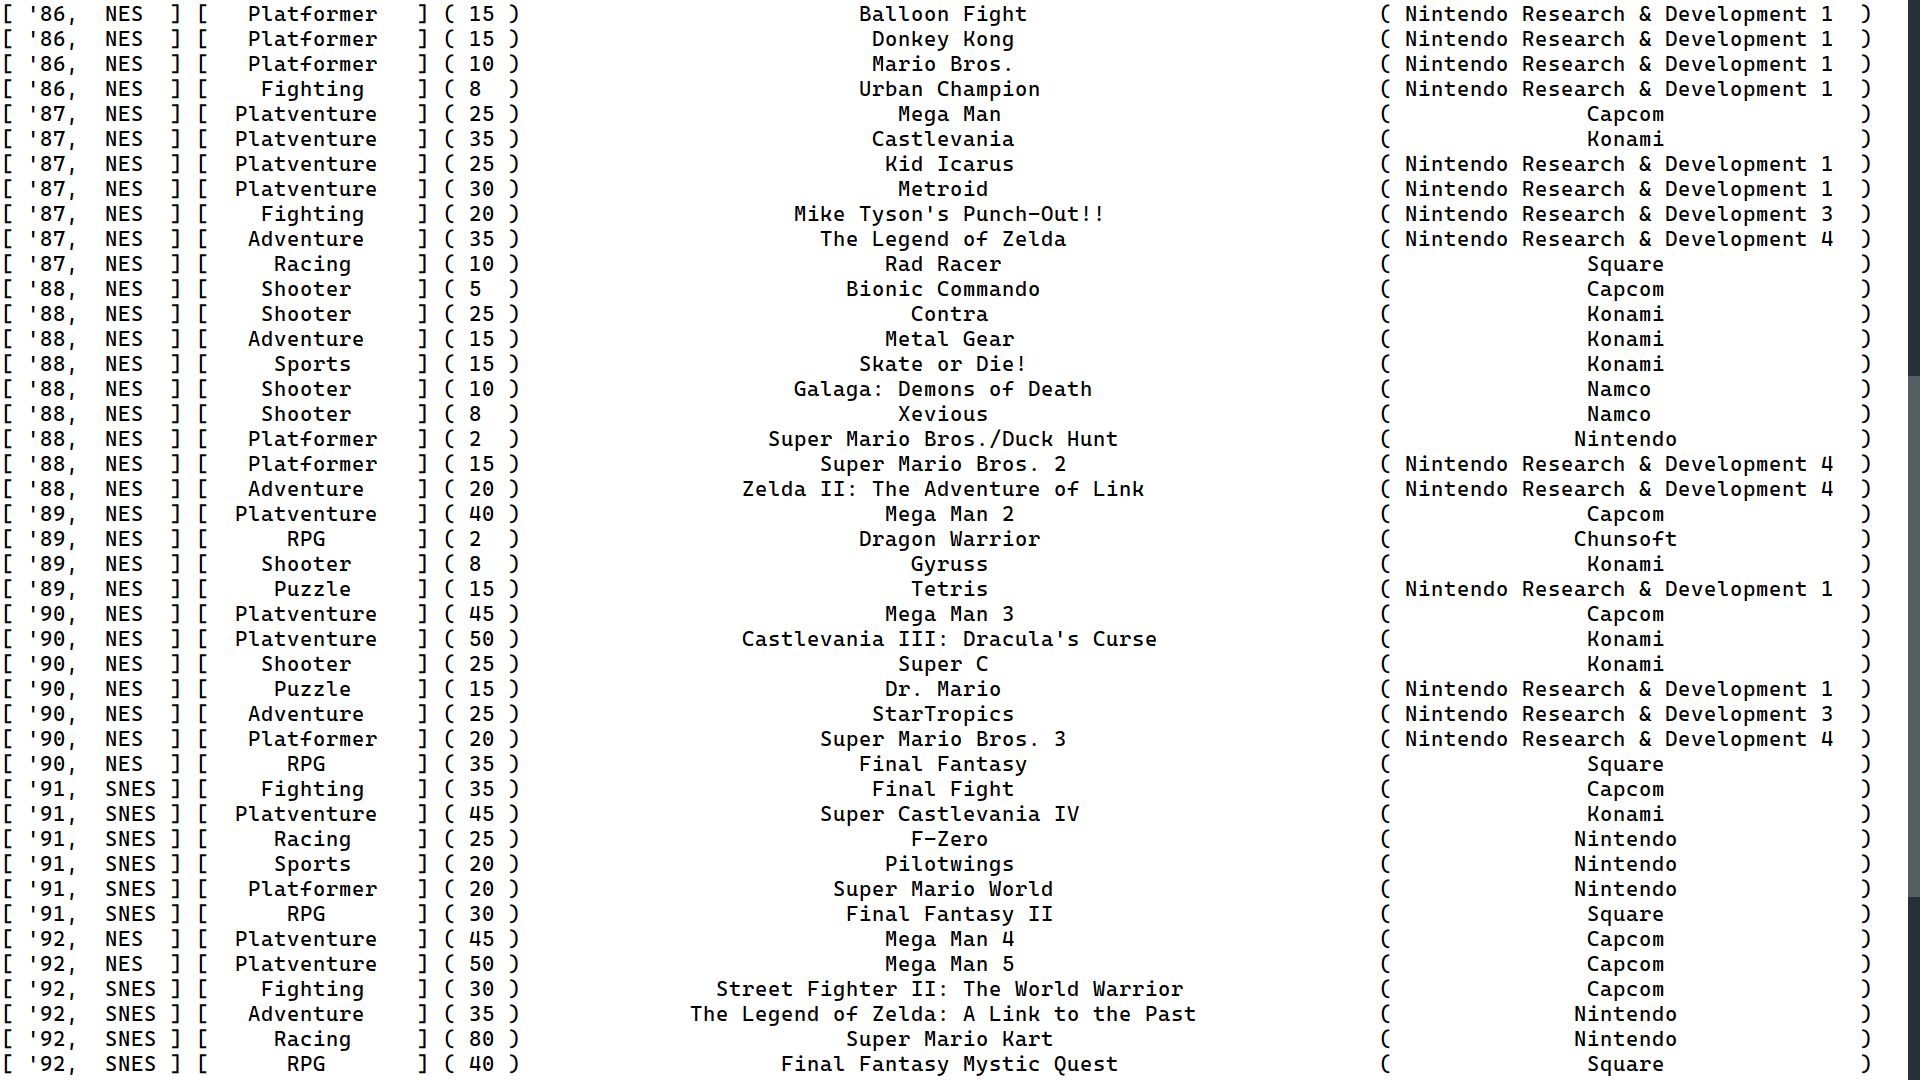 [ '86, NES ] [ Platformer ] ( 15 ) Balloon Fight ( Nintendo Research & Development 1 )
[ '86, NES ] [ Platformer ] ( 15 ) Donkey Kong ( Nintendo Research & Development 1 )
[ '86, NES ] [ Platformer ] ( 10 ) Mario Bros. ( Nintendo Research & Development 1 )
[ '86, NES ] [ Fighting ] ( 8 ) Urban Champion ( Nintendo Research & Development 1 )
[ '87, NES ] [ Platventure ] ( 25 ) Mega Man ( Capcom )
[ '87, NES ] [ Platventure ] ( 35 ) Castlevania ( Konami )
[ '87, NES ] [ Platventure ] ( 25 ) Kid Icarus ( Nintendo Research & Development 1 )
[ '87, NES ] [ Platventure ] ( 30 ) Metroid ( Nintendo Research & Development 1 )
[ '87, NES ] [ Fighting ] ( 20 ) Mike Tyson's Punch-Out!! ( Nintendo Research & Development 3 )
[ '87, NES ] [ Adventure ] ( 35 ) The Legend of Zelda ( Nintendo Research & Development 4 )
[ '87, NES ] [ Racing ] ( 10 ) Rad Racer ( Square )
[ '88, NES ] [ Shooter ] ( 5 ) Bionic Commando ( Capcom )
[ '88, NES ] [ Shooter ] ( 25 ) Contra ( Konami )
[ '88, NES ] [ Adventure ] ( 15 ) Metal Gear ( Konami )
[ '88, NES ] [ Sports ] ( 15 ) Skate or Die! ( Konami )
[ '88, NES ] [ Shooter ] ( 10 ) Galaga: Demons of Death ( Namco )
[ '88, NES ] [ Shooter ] ( 8 ) Xevious ( Namco )
[ '88, NES ] [ Platformer ] ( 2 ) Super Mario Bros./Duck Hunt ( Nintendo )
[ '88, NES ] [ Platformer ] ( 15 ) Super Mario Bros. 2 ( Nintendo Research & Development 4 )
[ '88, NES ] [ Adventure ] ( 20 ) Zelda II: The Adventure of Link ( Nintendo Research & Development 4 )
[ '89, NES ] [ Platventure ] ( 40 ) Mega Man 2 ( Capcom )
[ '89, NES ] [ RPG ] ( 2 ) Dragon Warrior ( Chunsoft )
[ '89, NES ] [ Shooter ] ( 8 ) Gyruss ( Konami )
[ '89, NES ] [ Puzzle ] ( 15 ) Tetris ( Nintendo Research & Development 1 )
[ '90, NES ] [ Platventure ] ( 45 ) Mega Man 3 ( Capcom )
[ '90, NES ] [ Platventure ] ( 50 ) Castlevania III: Dracula's Curse ( Konami )
[ '90, NES ] [ Shooter ] ( 25 ) Super C ( Konami )
[ '90, NES ] [ Puzzle ] ( 15 ) Dr. Mario ( Nintendo Research & Development 1 )
[ '90, NES ] [ Adventure ] ( 25 ) StarTropics ( Nintendo Research & Development 3 )
[ '90, NES ] [ Platformer ] ( 20 ) Super Mario Bros. 3 ( Nintendo Research & Development 4 )
[ '90, NES ] [ RPG ] ( 35 ) Final Fantasy ( Square )
[ '91, SNES ] [ Fighting ] ( 35 ) Final Fight ( Capcom )
[ '91, SNES ] [ Platventure ] ( 45 ) Super Castlevania IV ( Konami )
[ '91, SNES ] [ Racing ] ( 25 ) F-Zero ( Nintendo )
[ '91, SNES ] [ Sports ] ( 20 ) Pilotwings ( Nintendo )
[ '91, SNES ] [ Platformer ] ( 20 ) Super Mario World ( Nintendo )
[ '91, SNES ] [ RPG ] ( 30 ) Final Fantasy II ( Square )
[ '92, NES ] [ Platventure ] ( 45 ) Mega Man 4 ( Capcom )
[ '92, NES ] [ Platventure ] ( 50 ) Mega Man 5 ( Capcom )
[ '92, SNES ] [ Fighting ] ( 30 ) Street Fighter II: The World Warrior ( Capcom )
[ '92, SNES ] [ Adventure ] ( 35 ) The Legend of Zelda: A Link to the Past ( Nintendo )
[ '92, SNES ] [ Racing ] ( 80 ) Super Mario Kart ( Nintendo )
[ '92, SNES ] [ RPG ] ( 40 ) Final Fantasy Mystic Quest ( Square )